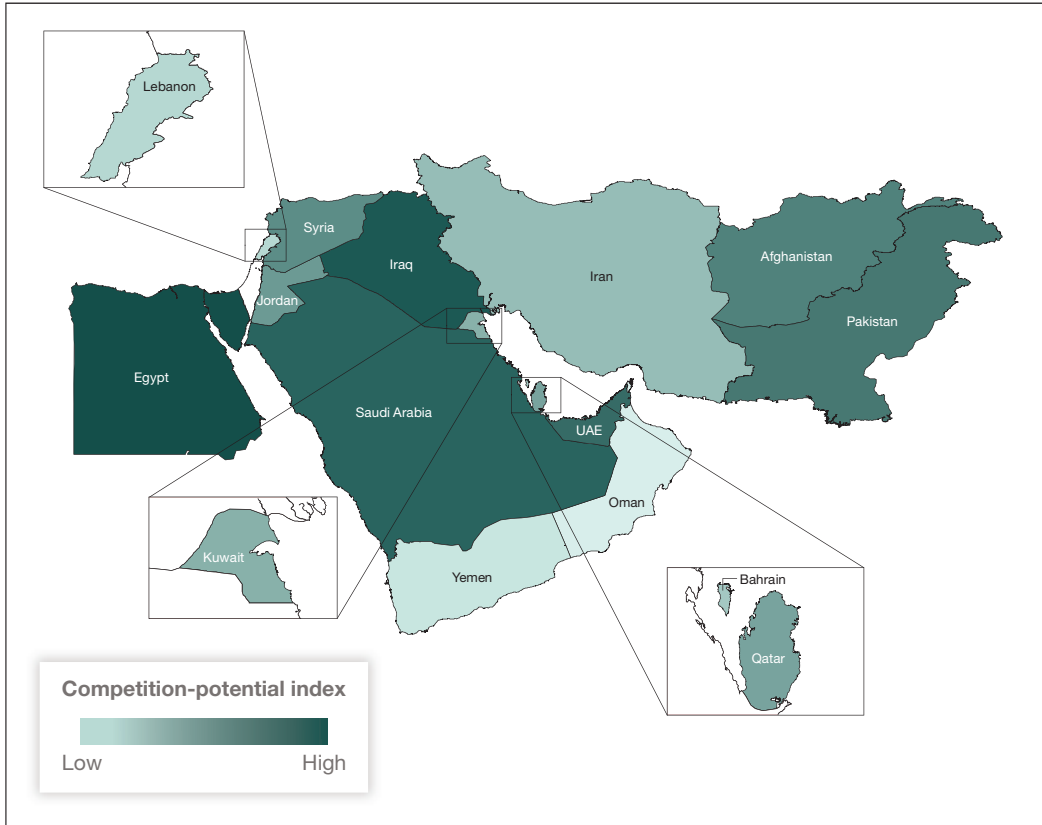 Lebanon
Syria
Iraq
Iran
Afghanistan
Jordan
Pakistan
Egypt
Saudi Arabia
UAE
Oman
Kuwait
Yemen
Bahrain
Qatar
Competition-potential index
Low High